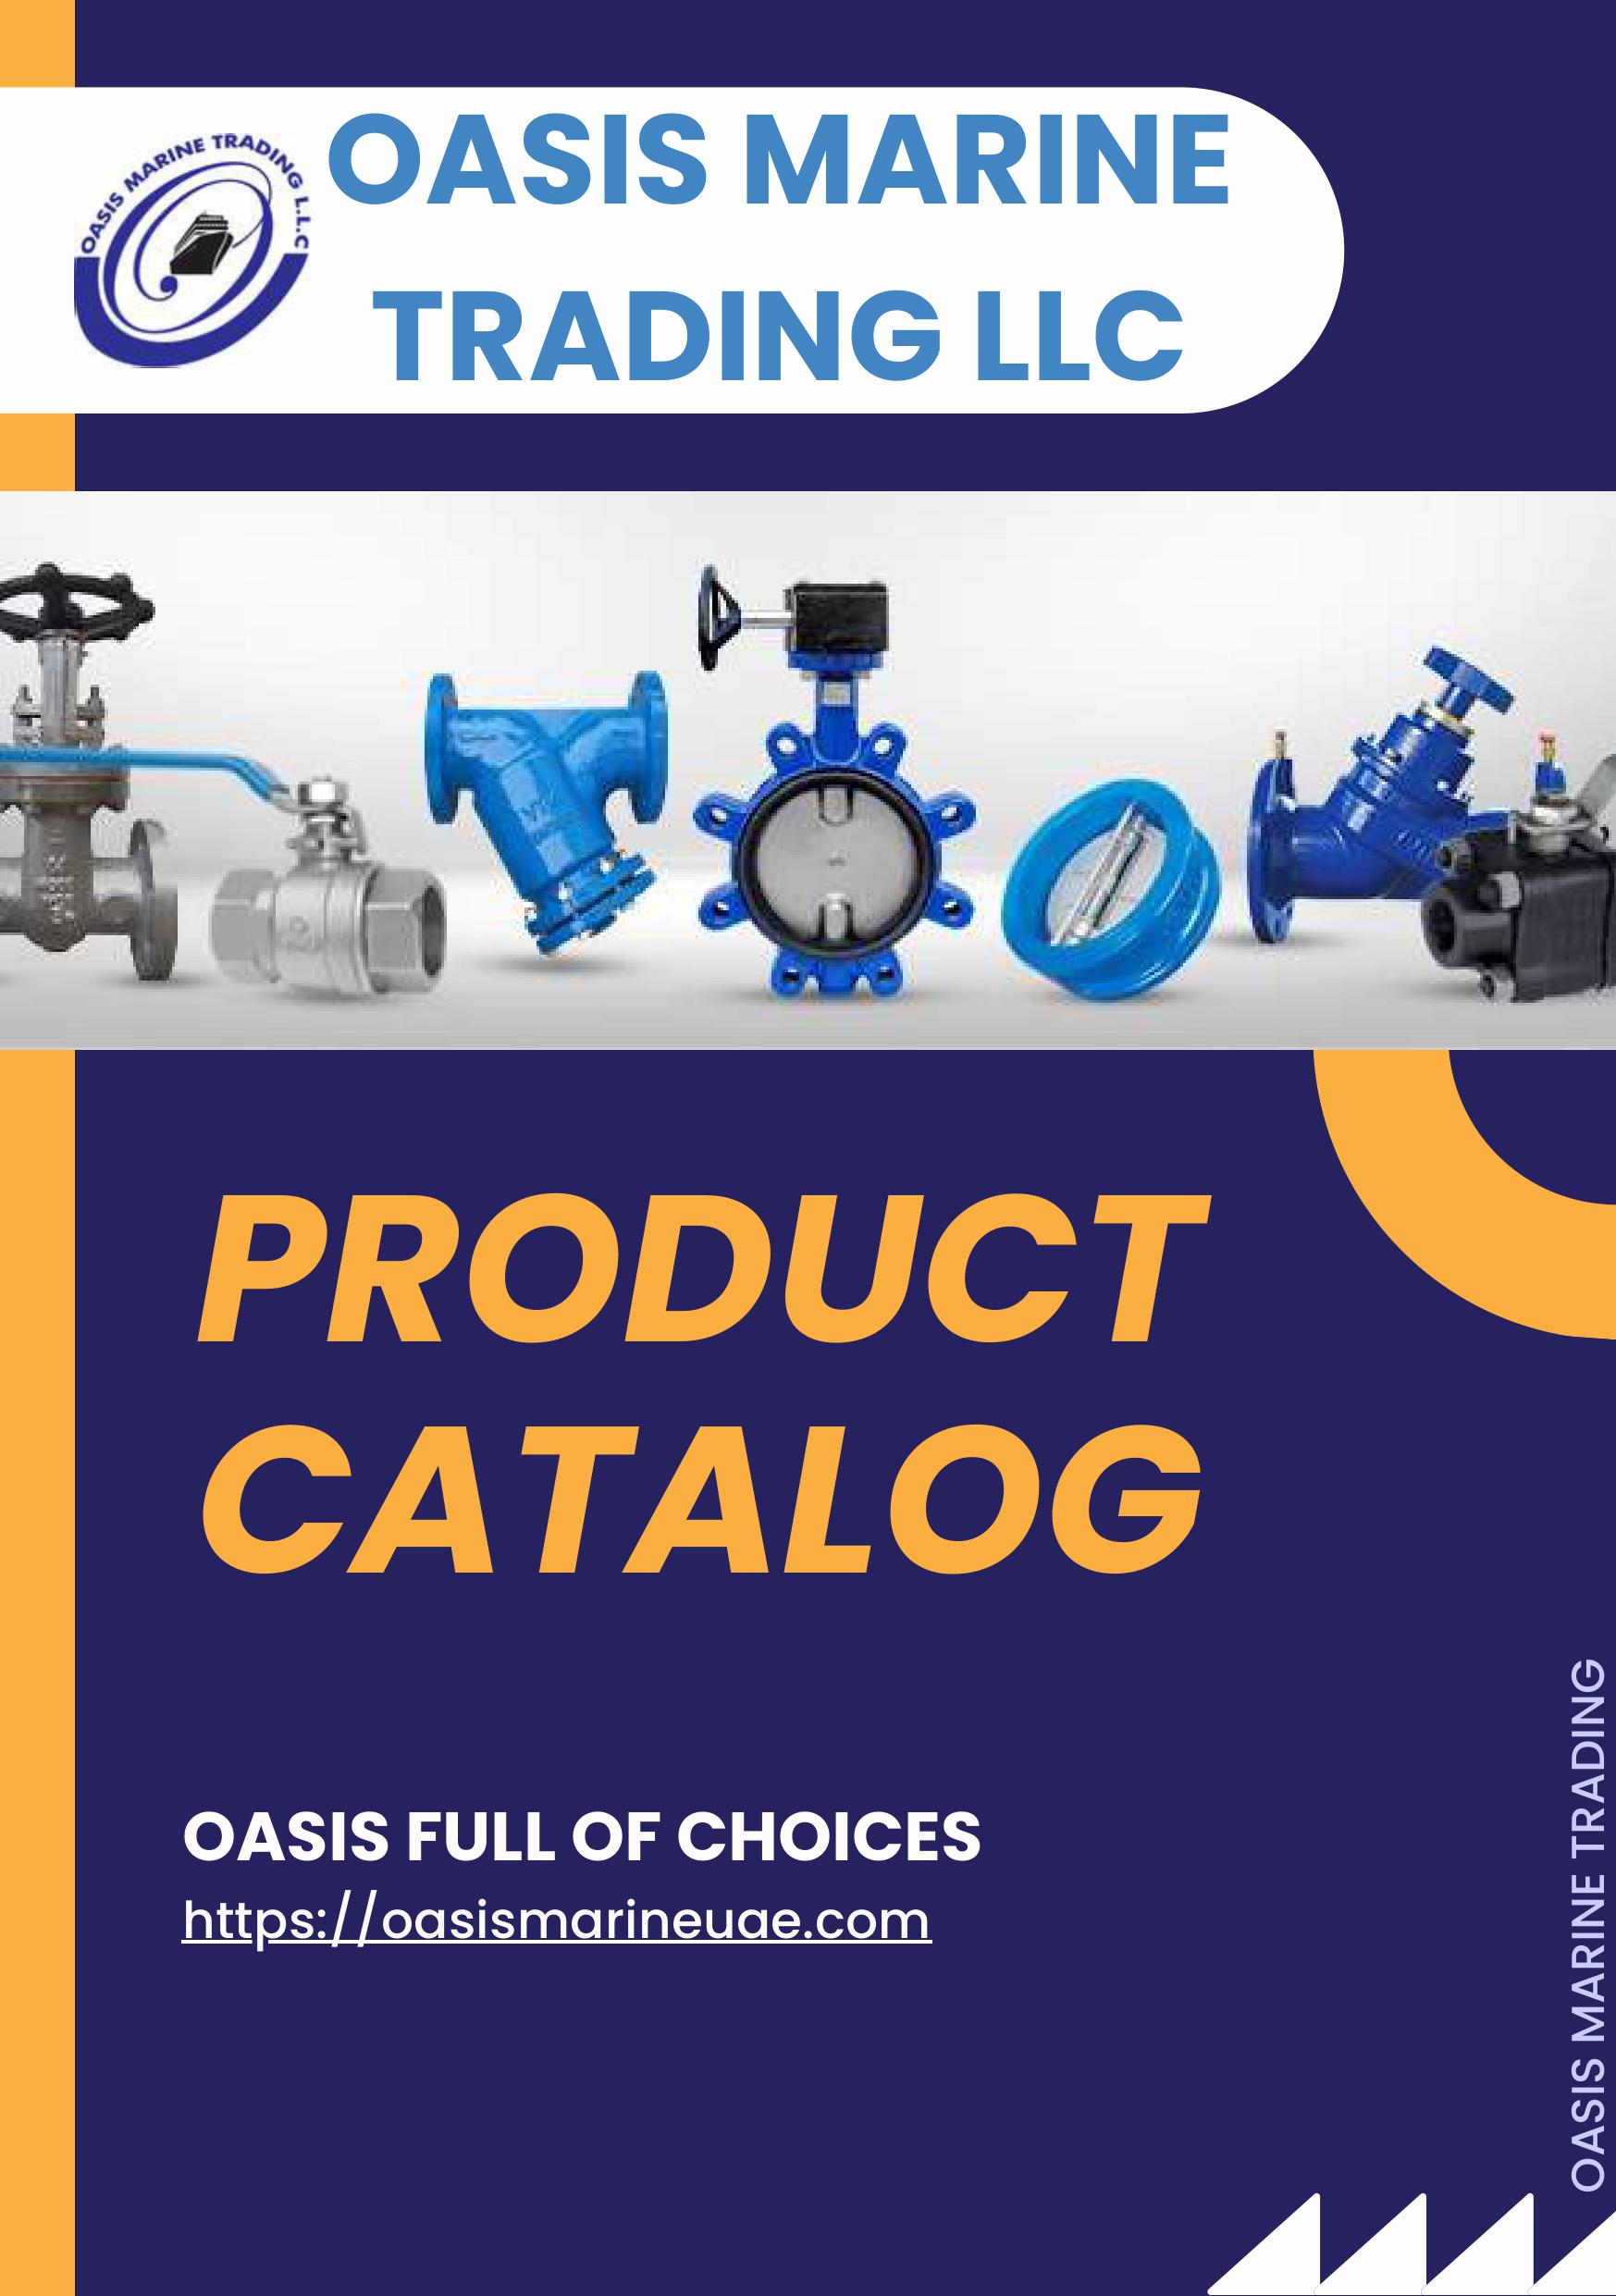 OASIS MARINE TRADING L.L.C
OASIS MARINE
TRADING LLC
PRODUCT
CATALOG
OASIS FULL OF CHOICES
https://oasismarineuae.com
OASIS MARINE TRADING